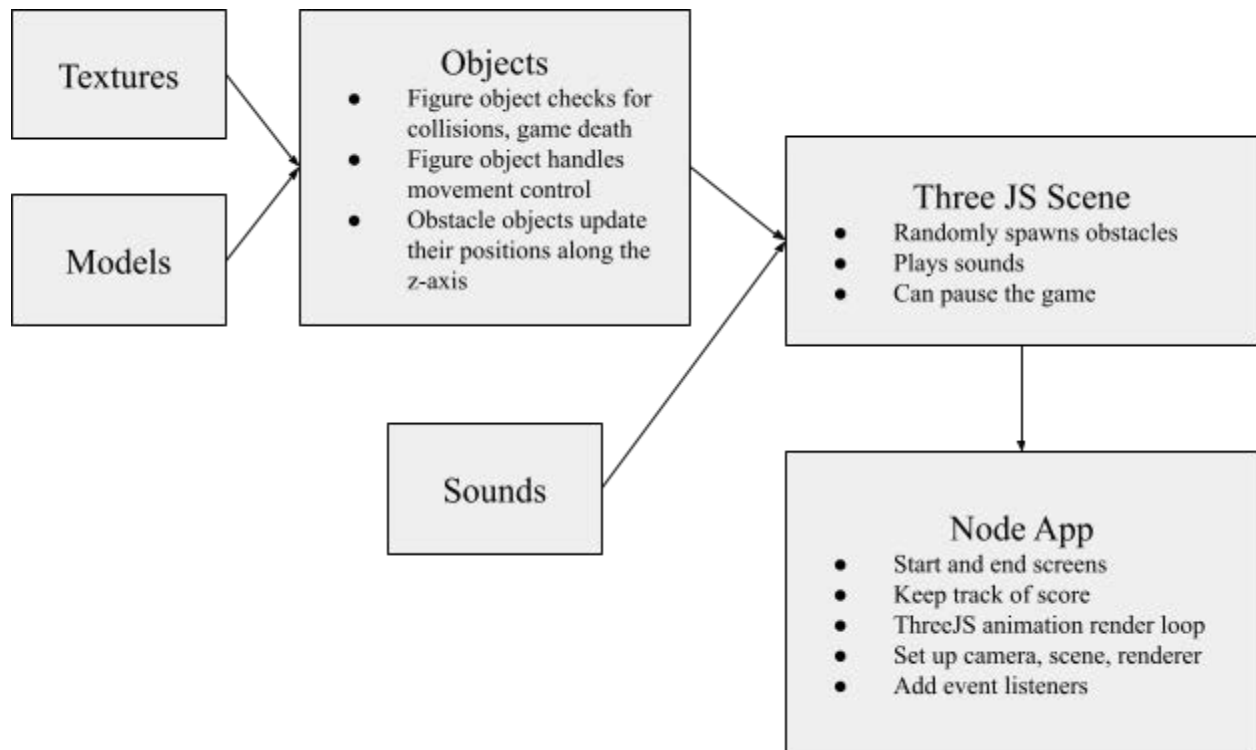 Textures
Models
Objects
● Figure object checks for
collisions, game death
● Figure object handles
movement control
● Obstacle objects update
their positions along the
z-axis
Sounds
Three JS Scene
● Randomly spawns obstacles
● Plays sounds
● Can pause the game
Node App
● Start and end screens
● Keep track of score
● ThreeJS animation render loop
● Set up camera, scene, renderer
● Add event listeners